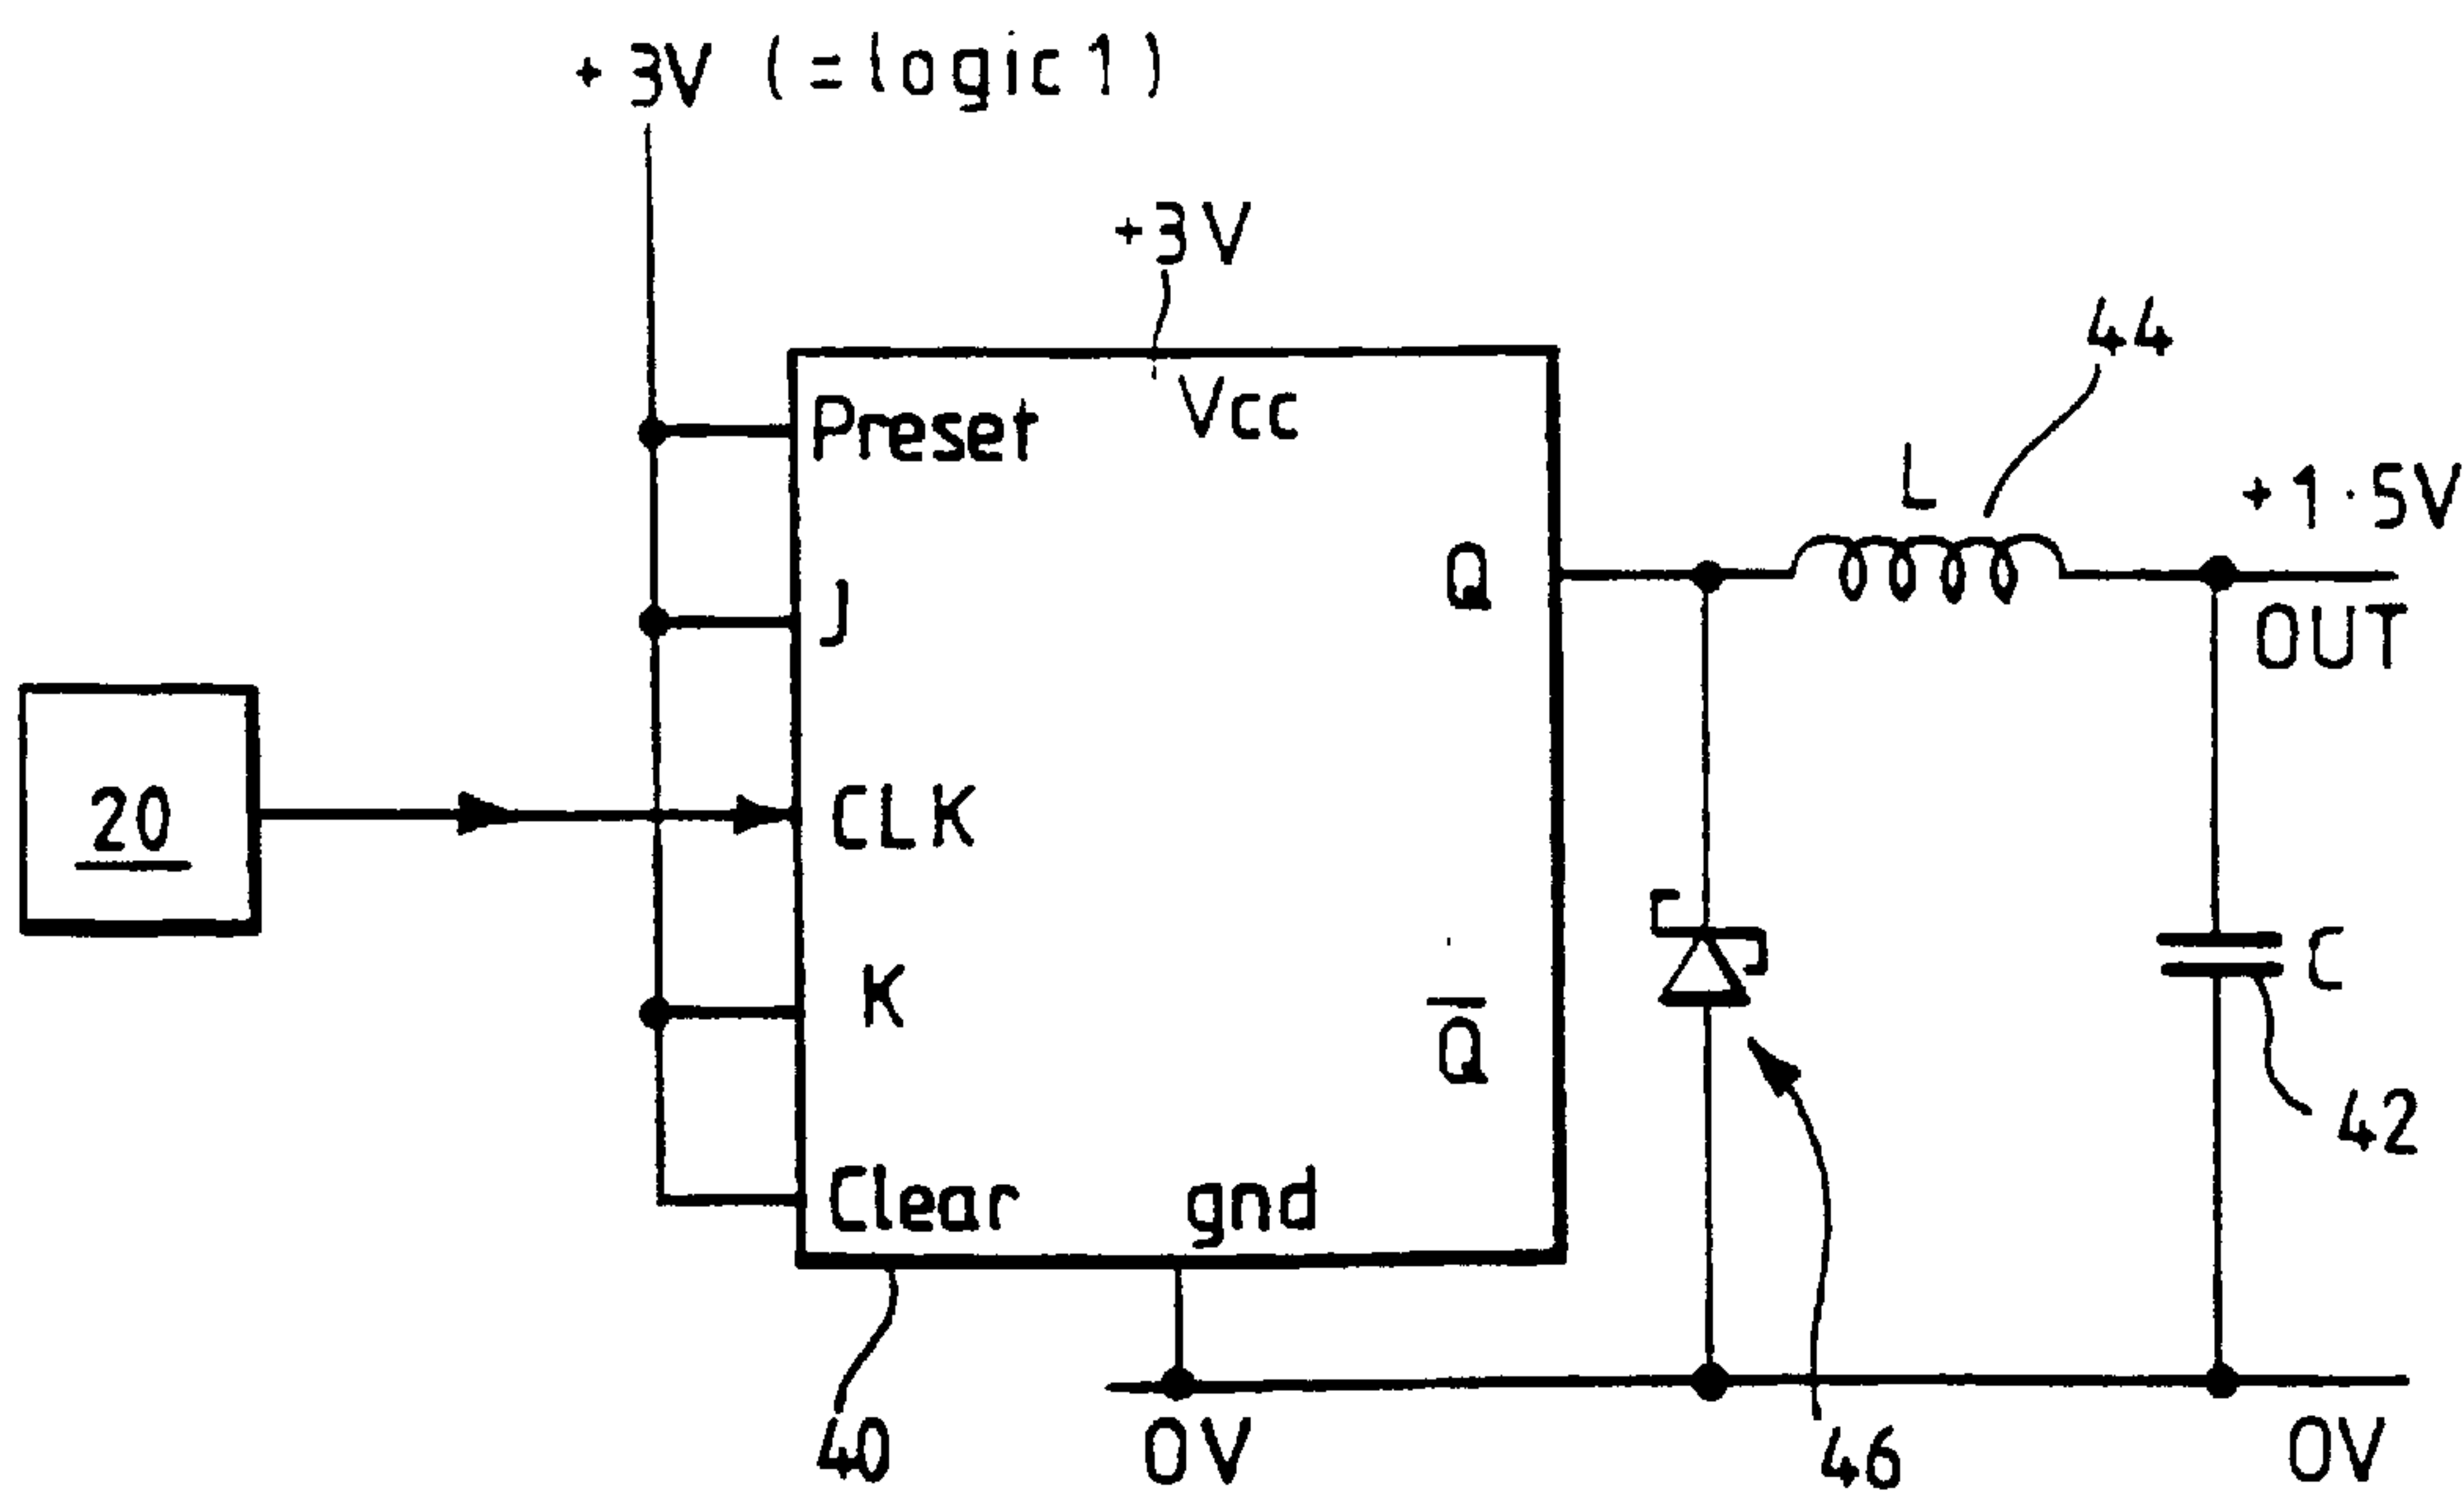 +3V (=logic 1)
+3V
Preset
Vcc
44
L
+1·5V
J
Q
OUT
20
CLK
K
Q̅
C
42
Clear
gnd
40
0V
46
0V